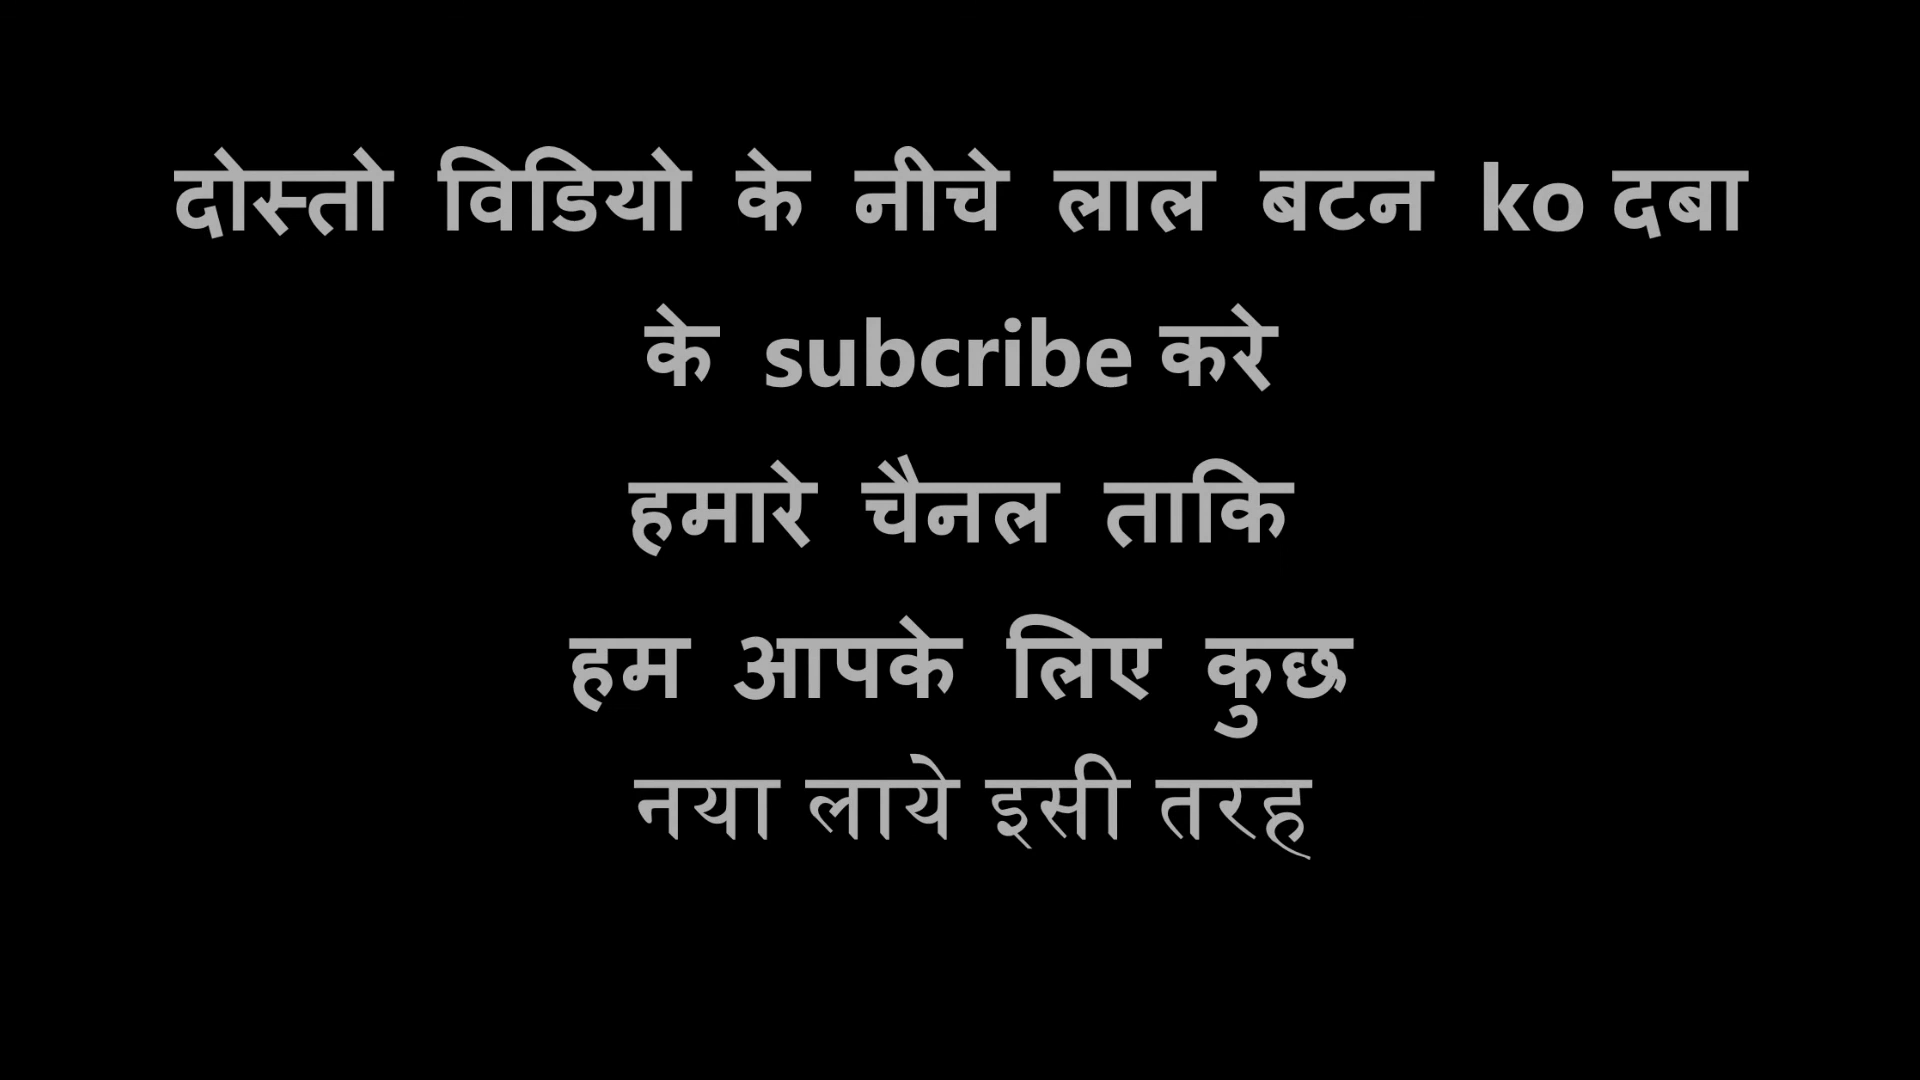 दोस्तो विडियो के नीचे लाल बटन ko दबा
के subcribe करे
हमारे चैनल ताकि
हम आपके लिए कुछ
नया लाये इसी तरह